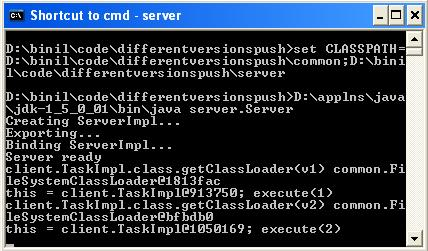 Shortcut to cmd - server
D:\binil\code\differentversionspush>set CLASSPATH=
D:\binil\code\differentversionspush\common;D:\bini
l\code\differentversionspush\server
D:\binil\code\differentversionspush>D:\applns\java
\jdk-1_5_0_01\bin\java server.Server
Creating ServerImpl...
Exporting...
Binding ServerImpl...
Server ready
client.TaskImpl.class.getClassLoader(v1) common.Fi
leSystemClassLoader@1813fac
this = client.TaskImpl@913750; execute(1)
client.TaskImpl.class.getClassLoader(v2) common.Fi
leSystemClassLoader@bfbdb0
this = client.TaskImpl@1050169; execute(2)